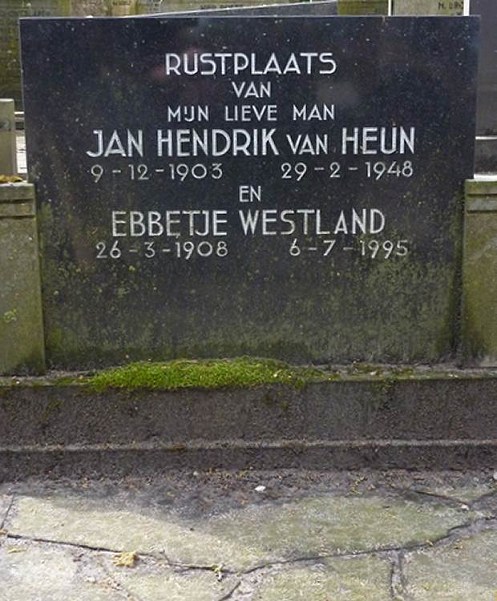 RUSTPLAATS
VAN
MIJN LIEVE MAN
JAN HENDRIK VAN HEUN
9-12-1903 29-2-1948
EN
EBBETJE WESTLAND
26-3-1908 6-7-1995